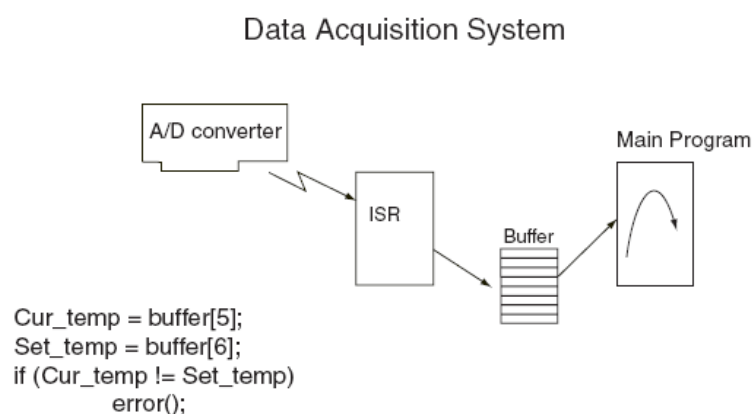 Data Acquisition System
A/D converter
Main Program
ISR
Buffer
Cur_temp = buffer[5];
Set_temp = buffer[6];
if (Cur_temp != Set_temp)
error();